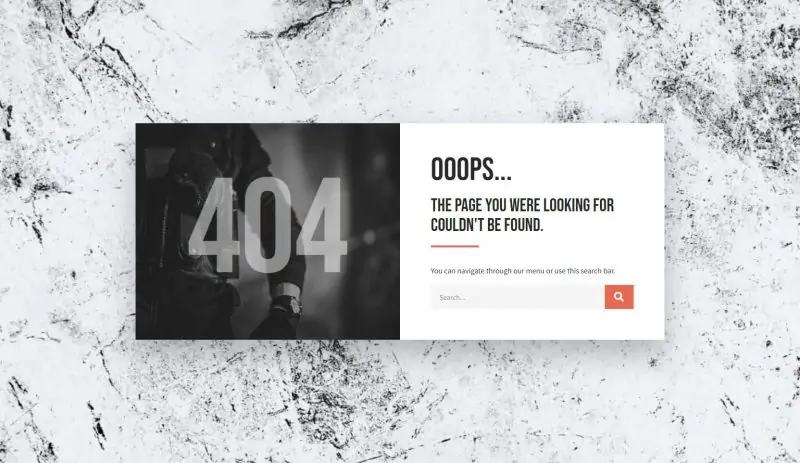 404
OOOPS...
THE PAGE YOU WERE LOOKING FOR
COULDN'T BE FOUND.
You can navigate through our menu or use this search bar.
Search...